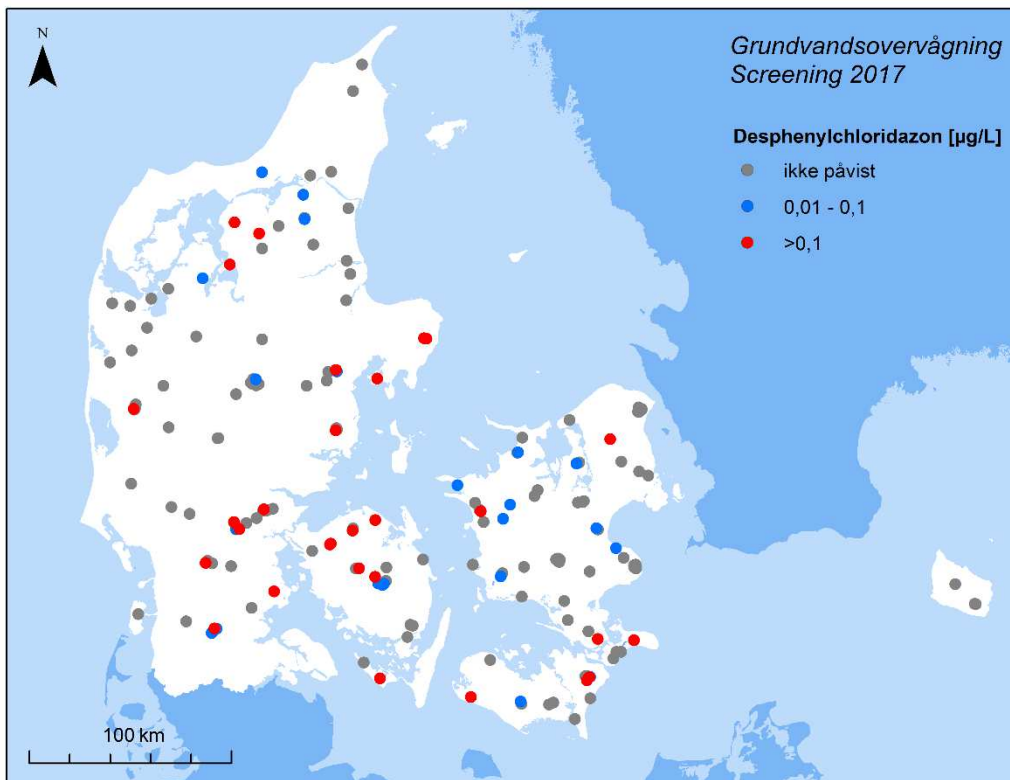 N
Grundvandsovervågning
Screening 2017
Desphenylchloridazon [µg/L]
ikke påvist
0,01 - 0,1
>0,1
100 km